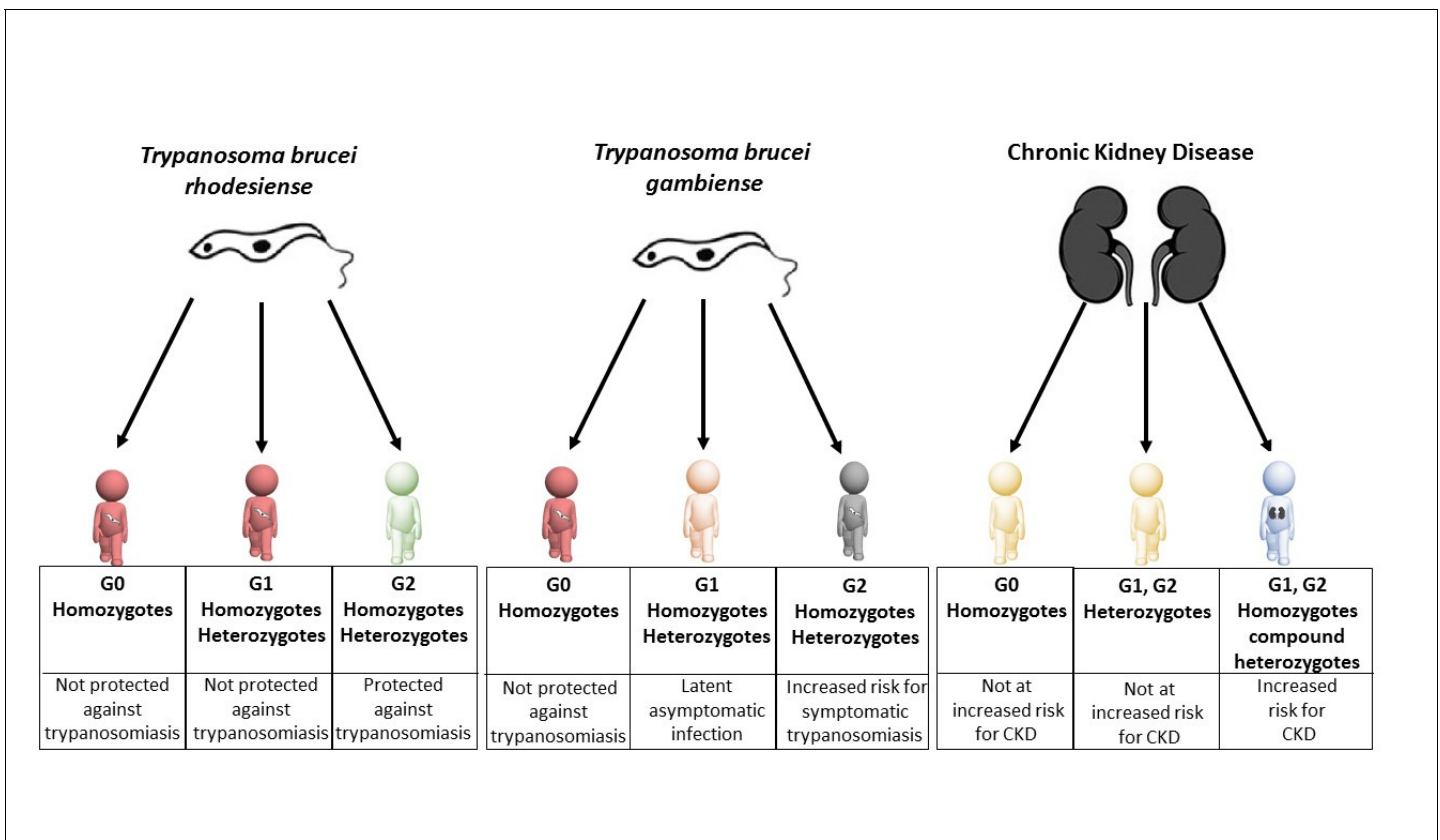 Trypanosoma brucei
rhodesiense
Trypanosoma brucei
gambiense
Chronic Kidney Disease
G0
Homozygotes
G1
Homozygotes
Heterozygotes
G2
Homozygotes
Heterozygotes
Not protected
against
trypanosomiasis
Not protected
against
trypanosomiasis
Protected
against
trypanosomiasis
G0
Homozygotes
G1
Homozygotes
Heterozygotes
G2
Homozygotes
Heterozygotes
Not protected
against
trypanosomiasis
Latent
asymptomatic
infection
Increased risk for
symptomatic
trypanosomiasis
G0
Homozygotes
G1, G2
Heterozygotes
G1, G2
Homozygotes
compound
heterozygotes
Not at
increased risk
for CKD
Not at
increased risk
for CKD
Increased
risk for
CKD